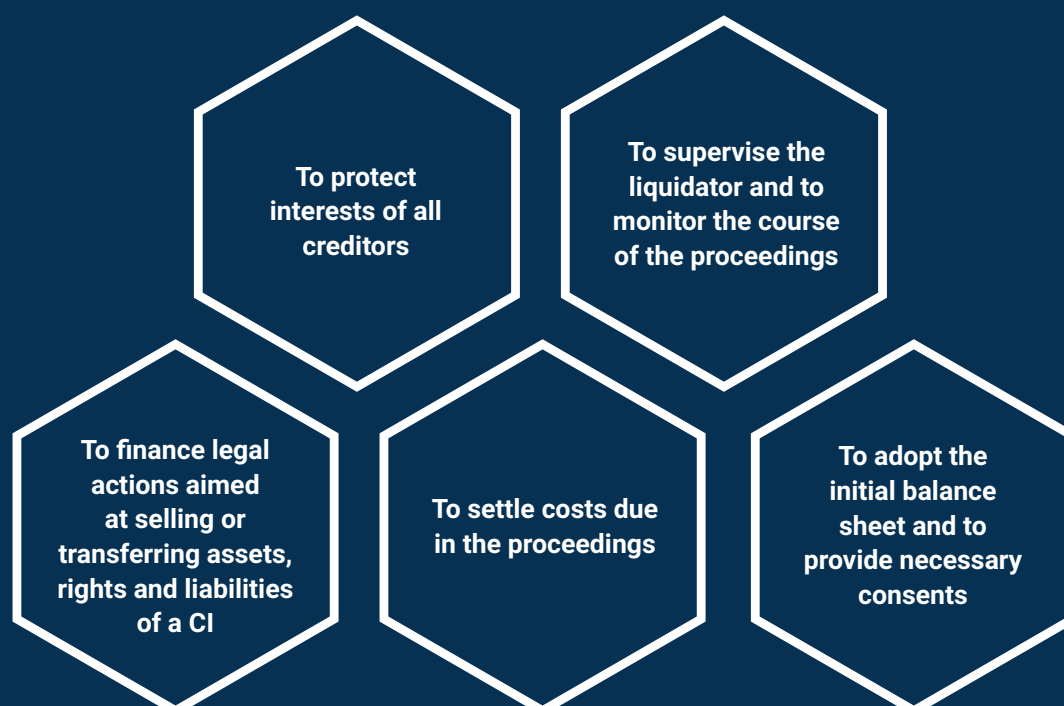 To protect
interests of all
creditors
To supervise the
liquidator and to
monitor the course
of the proceedings
To finance legal
actions aimed
at selling or
transferring assets,
rights and liabilities
of a CI
To settle costs due
in the proceedings
To adopt the
initial balance
sheet and to
provide necessary
consents